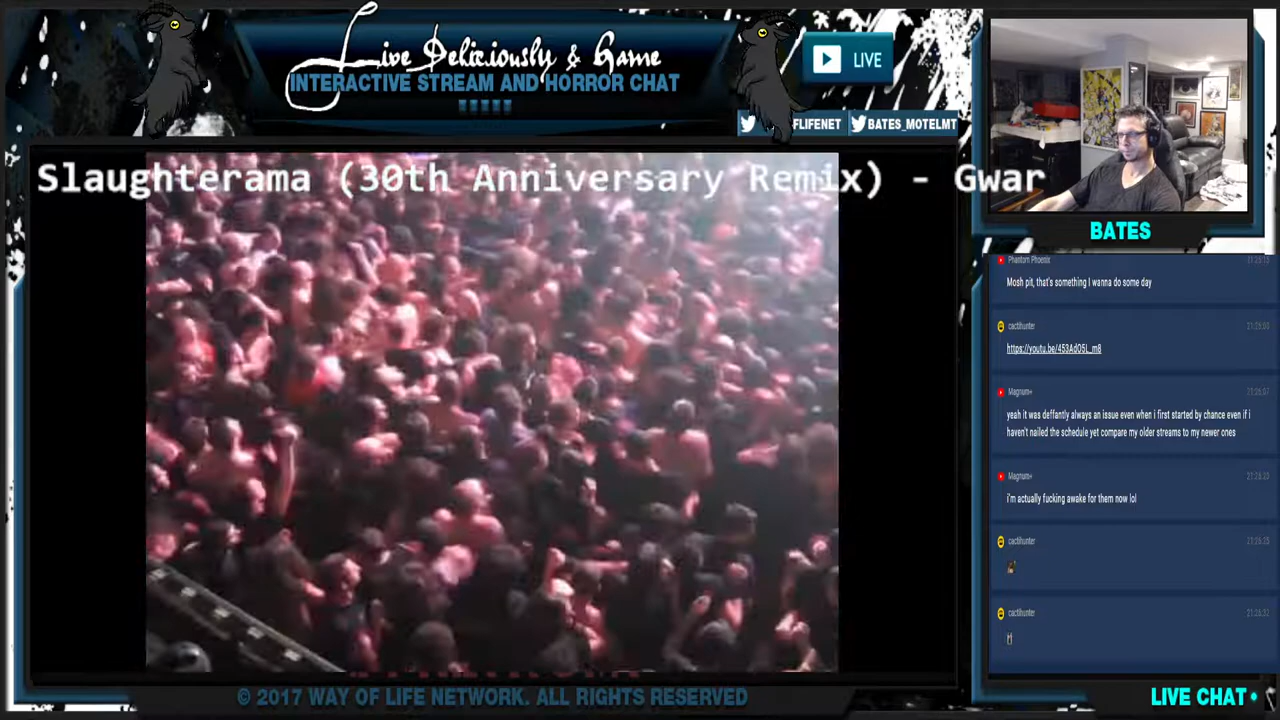 Live Deliciously & Game
INTERACTIVE STREAM AND HORROR CHAT
LIVE
FLIFENET
BATES_MOTELMT
Slaughterama (30th Anniversary Remix) - Gwar
BATES
Phantom Phoenix
Mosh pit, that's something I wanna do some day
cactihunter
https://youtu.be/453AdO5L_m8
Magnum+
yeah it was deffantly always an issue even when i first started by chance even if i
haven't nailed the schedule yet compare my older streams to my newer ones
Magnum+
i'm actually fucking awake for them now lol
cactihunter
cactihunter
© 2017 WAY OF LIFE NETWORK. ALL RIGHTS RESERVED
LIVE CHAT •